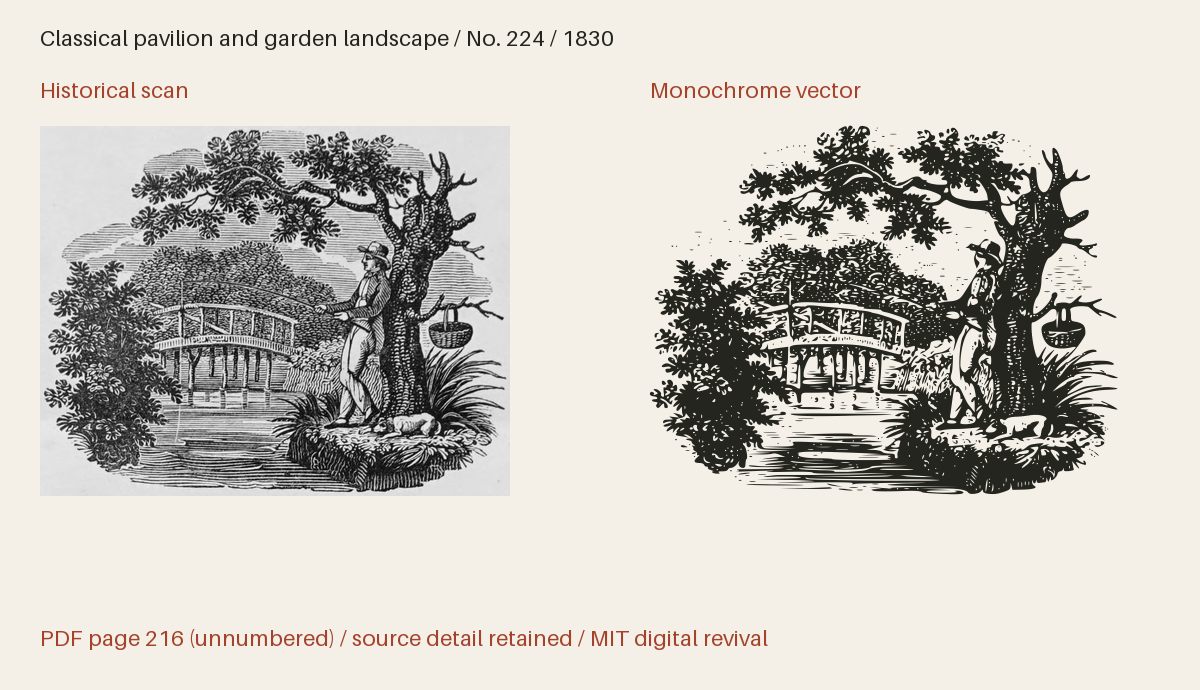 Classical pavilion and garden landscape / No. 224 / 1830
Historical scan
Monochrome vector
PDF page 216 (unnumbered) / source detail retained / MIT digital revival